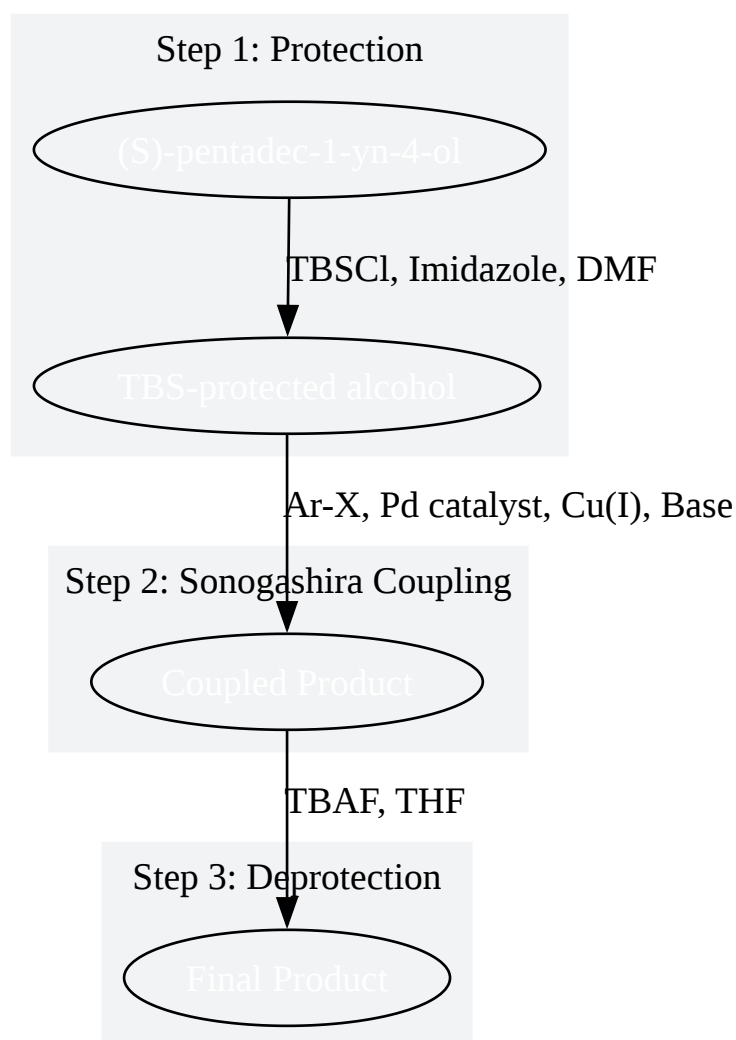 Step 1: Protection
(S)-pentadec-1-yn-4-ol
TBSCl, Imidazole, DMF
TBS-protected alcohol
Ar-X, Pd catalyst, Cu(I), Base
Step 2: Sonogashira Coupling
Coupled Product
TBAF, THF
Step 3: Deprotection
Final Product